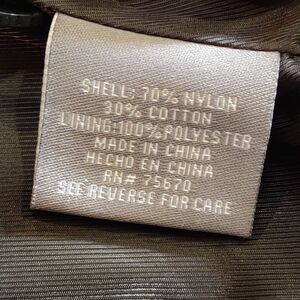 SHELL: 70% NYLON
30% COTTON
LINING:100%POLYESTER
MADE IN CHINA
HECHO EN CHINA
RN# 75670
SEE REVERSE FOR CARE